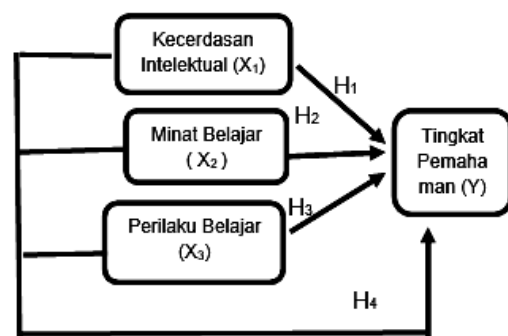 Kecerdasan
Intelektual (X₁)
H₁
H₂
Minat Belajar
( X₂ )
Tingkat
Pemaha
man (Y)
H₃
Perilaku Belajar
(X₃)
H₄